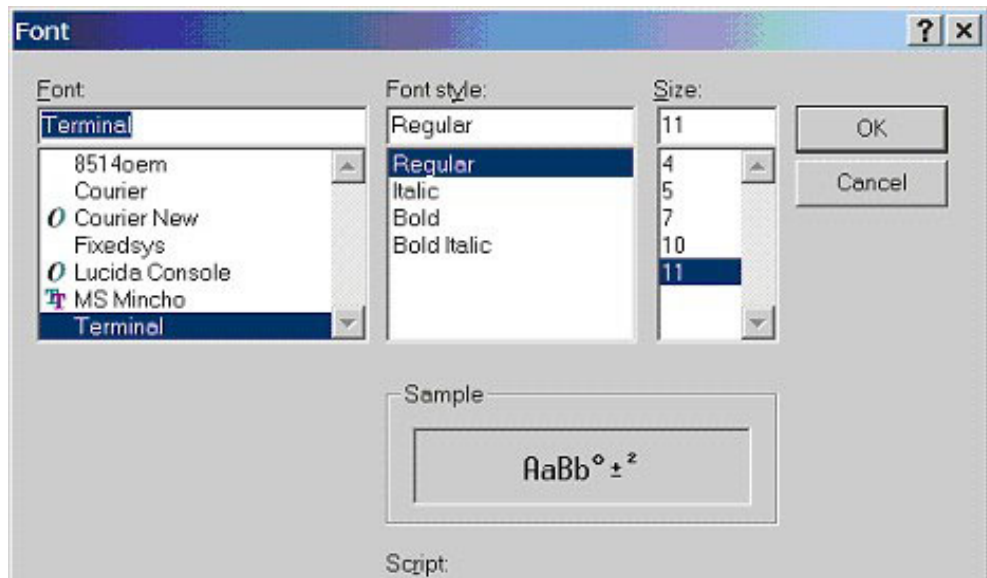 Font
Font:
Terminal
8514oem
Courier
Courier New
Fixedsys
Lucida Console
MS Mincho
Terminal
Font style:
Regular
Regular
Italic
Bold
Bold Italic
Size:
11
4
5
7
10
11
OK
Cancel
Sample
AaBb°±²
Script: